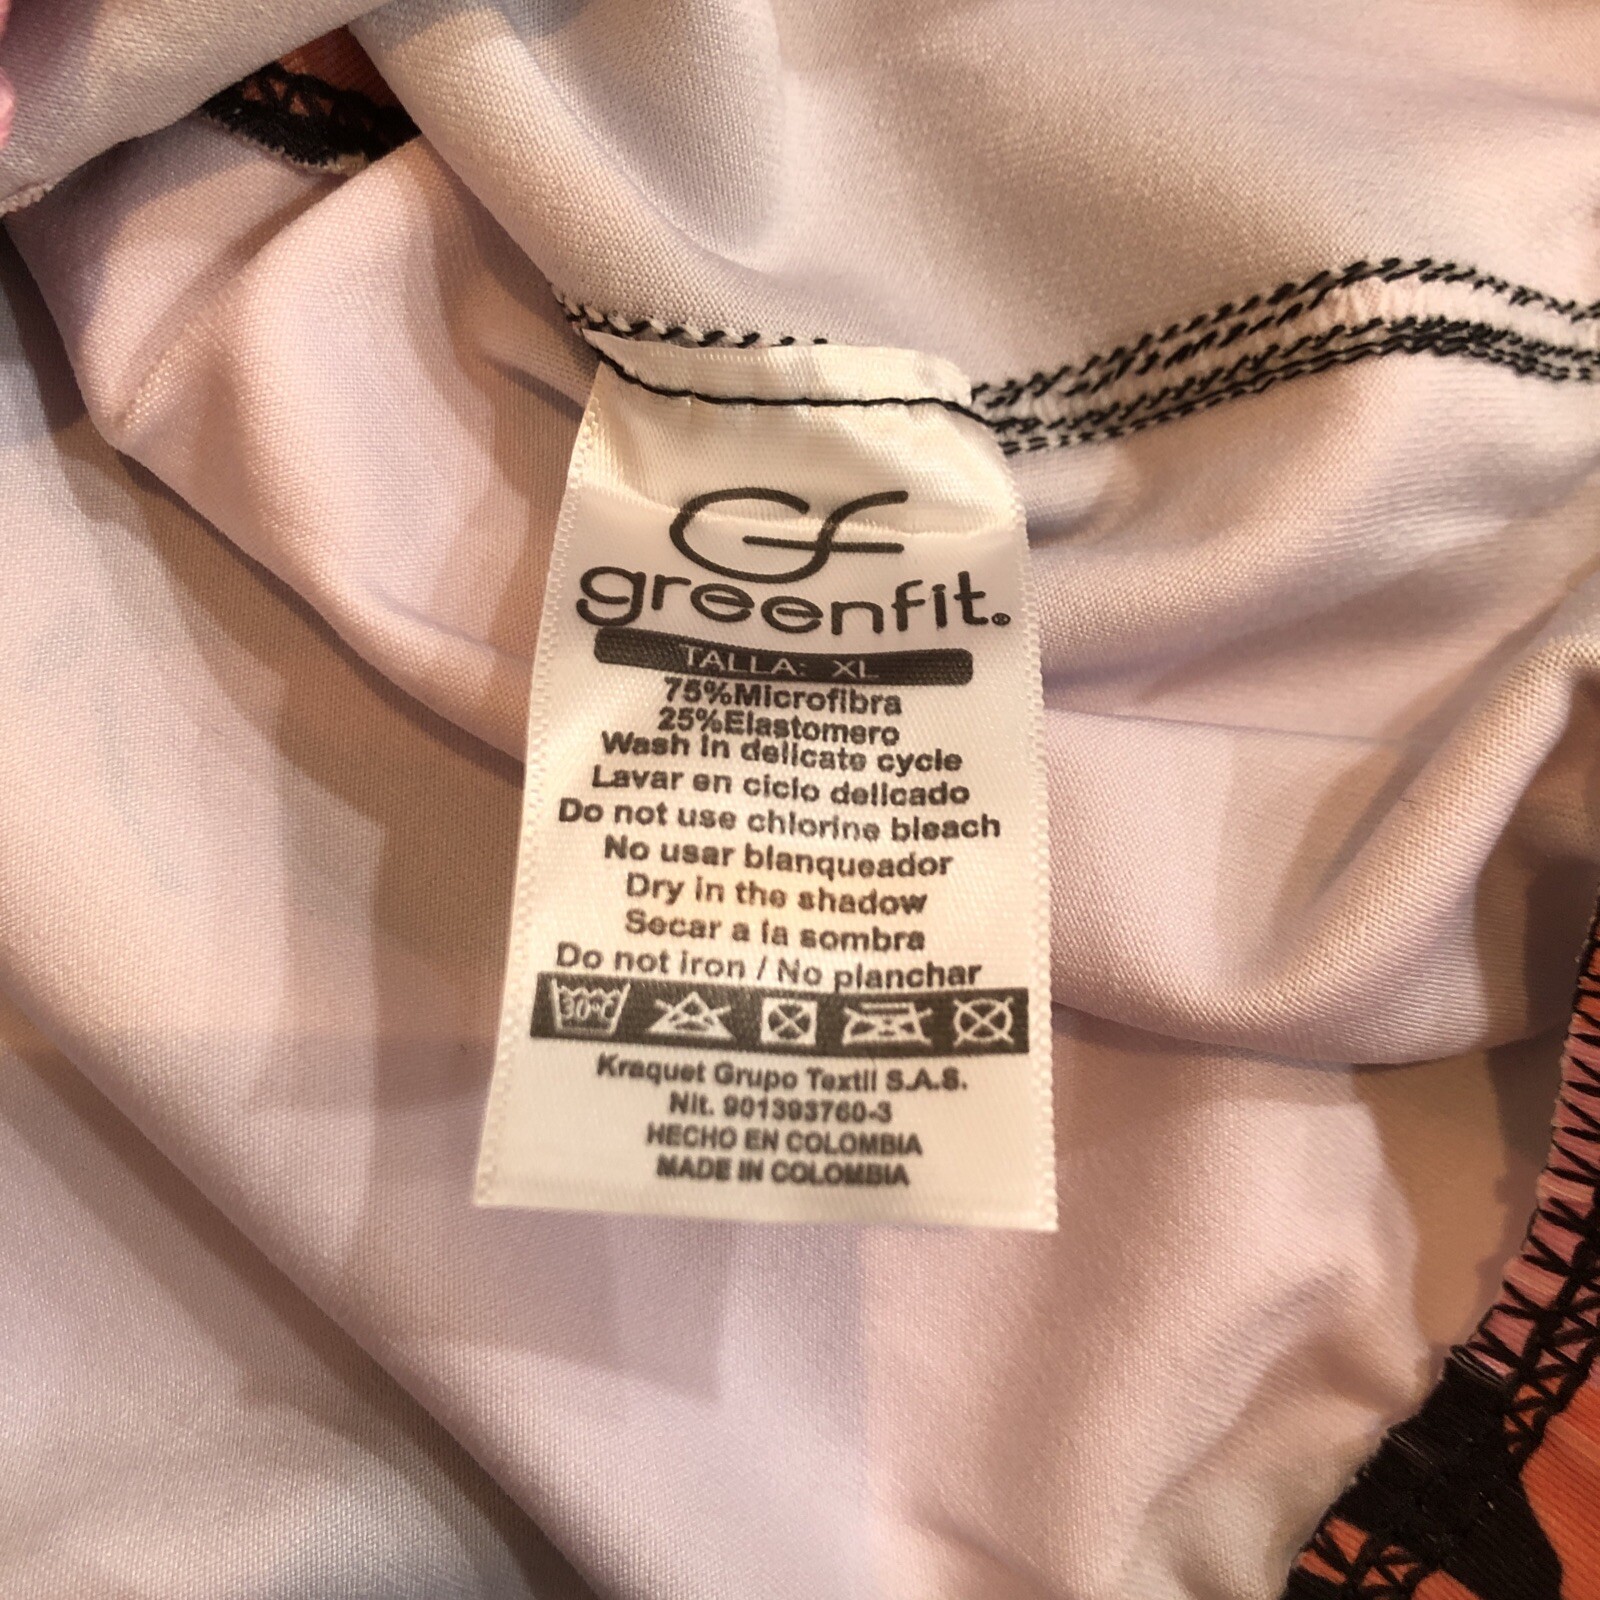 GF
greenfit®
TALLA: XL
75%Microfibra
25%Elastomero
Wash in delicate cycle
Lavar en ciclo delicado
Do not use chlorine bleach
No usar blanqueador
Dry in the shadow
Secar a la sombra
Do not iron / No planchar
30°C
Kraquet Grupo Textil S.A.S.
Nit. 901393760-3
HECHO EN COLOMBIA
MADE IN COLOMBIA